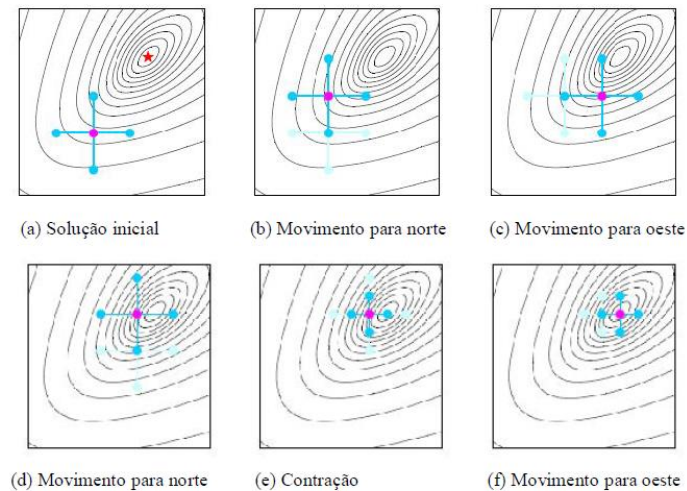 (a) Solução inicial
(b) Movimento para norte
(c) Movimento para oeste
(d) Movimento para norte
(e) Contração
(f) Movimento para oeste